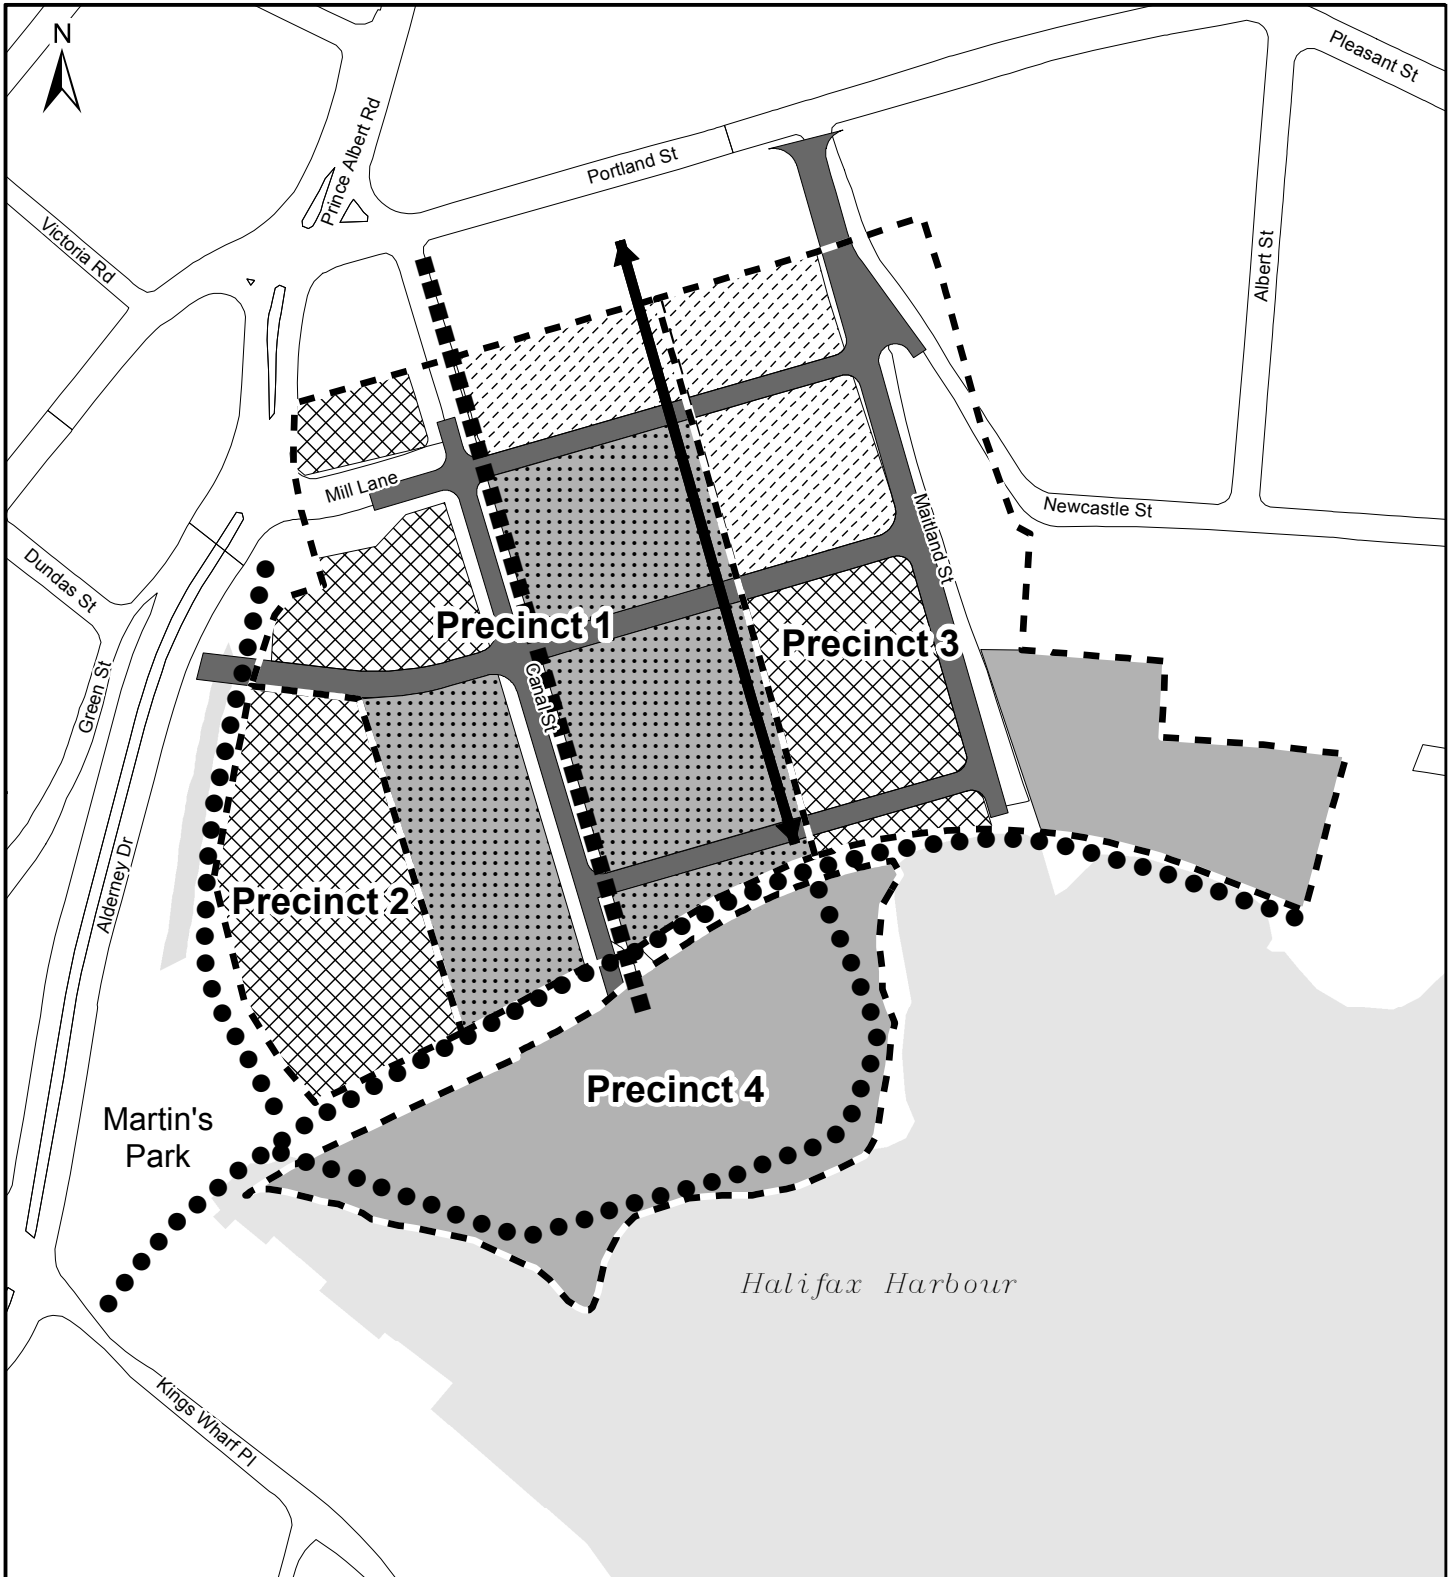 N
Pleasant St
Prince Albert Rd
Portland St
Victoria Rd
Albert St
Mill Lane
Newcastle St
Maitland St
Dundas St
Precinct 1
Precinct 3
Green St
Canal St
Alderney Dr
Precinct 2
Precinct 4
Martin's
Park
Halifax Harbour
Kings Wharf Pl